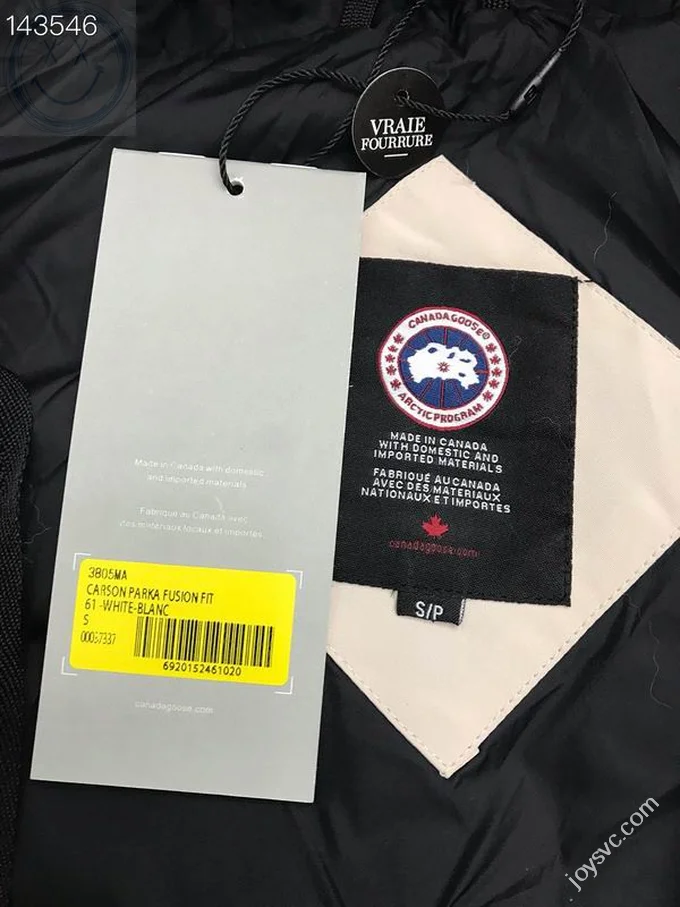 143546
VRAIE
FOURRURE
CANADA GOOSE®
ARCTIC PROGRAM
MADE IN CANADA
WITH DOMESTIC AND
IMPORTED MATERIALS
FABRIQUÉ AU CANADA
AVEC DES MATÉRIAUX
NATIONAUX ET IMPORTÉS
canadagoose.com
S/P
Made in Canada with domestic
and imported materials
Fabriqué au Canada avec
des matériaux locaux et importés
3805MA
CARSON PARKA FUSION FIT
61 -WHITE-BLANC
S
00087337
6920152461020
canadagoose.com
joysvc.com